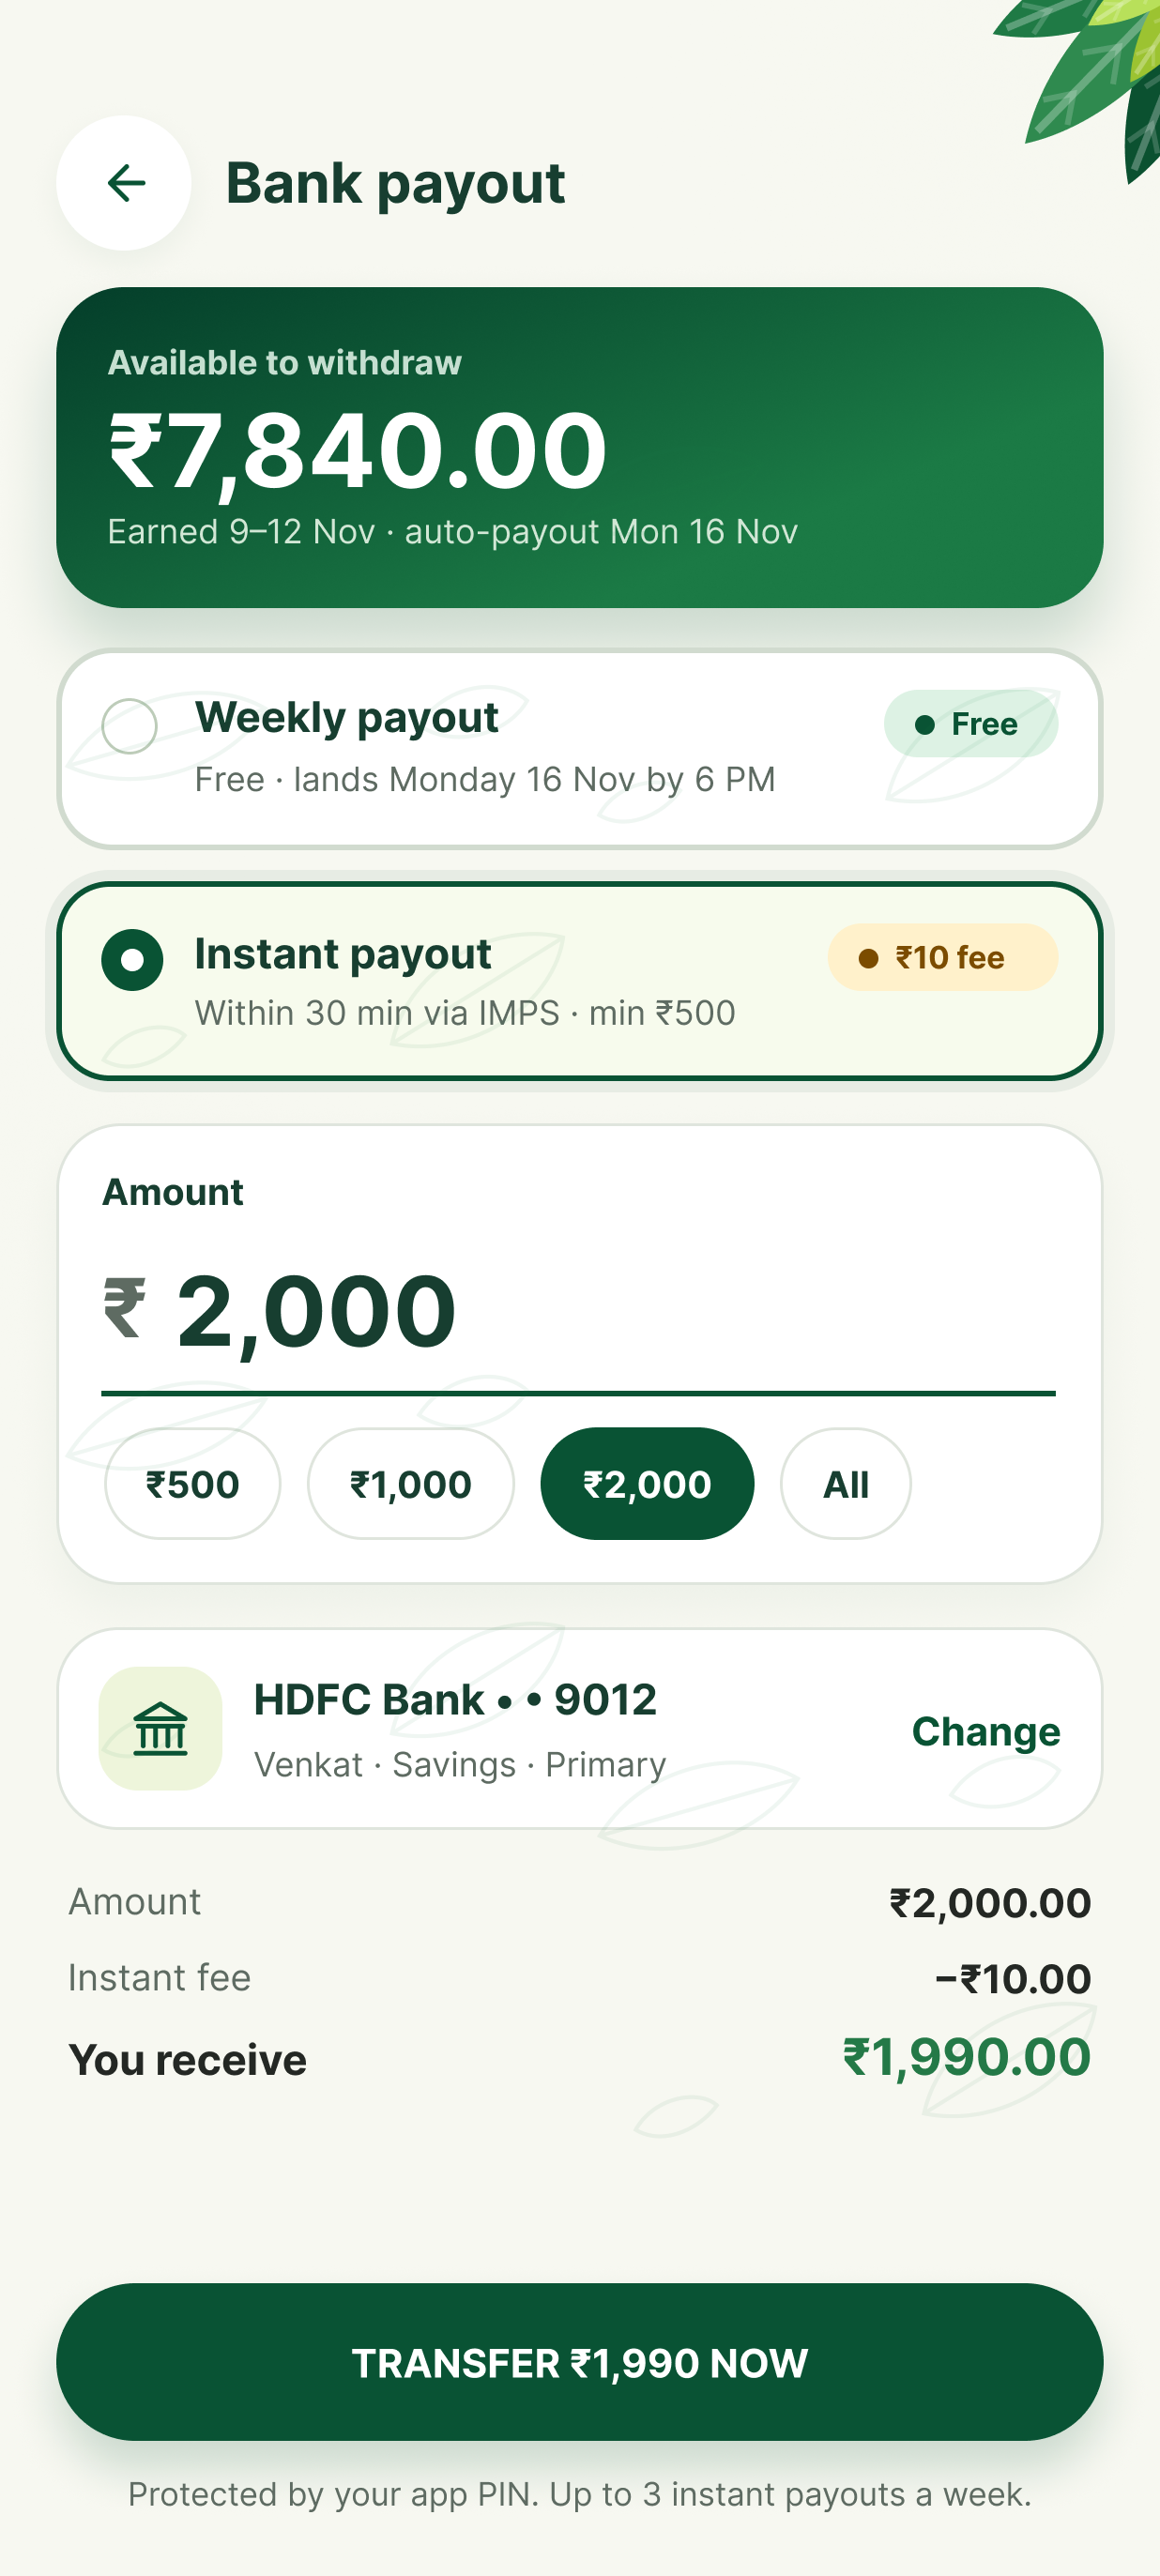 Bank payout
Available to withdraw
₹7,840.00
Earned 9–12 Nov · auto-payout Mon 16 Nov
Weekly payout
Free
Free · lands Monday 16 Nov by 6 PM
Instant payout
₹10 fee
Within 30 min via IMPS · min ₹500
Amount
₹ 2,000
₹500 ₹1,000 ₹2,000 All
HDFC Bank • • 9012
Change
Venkat · Savings · Primary
Amount ₹2,000.00
Instant fee −₹10.00
You receive ₹1,990.00
TRANSFER ₹1,990 NOW
Protected by your app PIN. Up to 3 instant payouts a week.